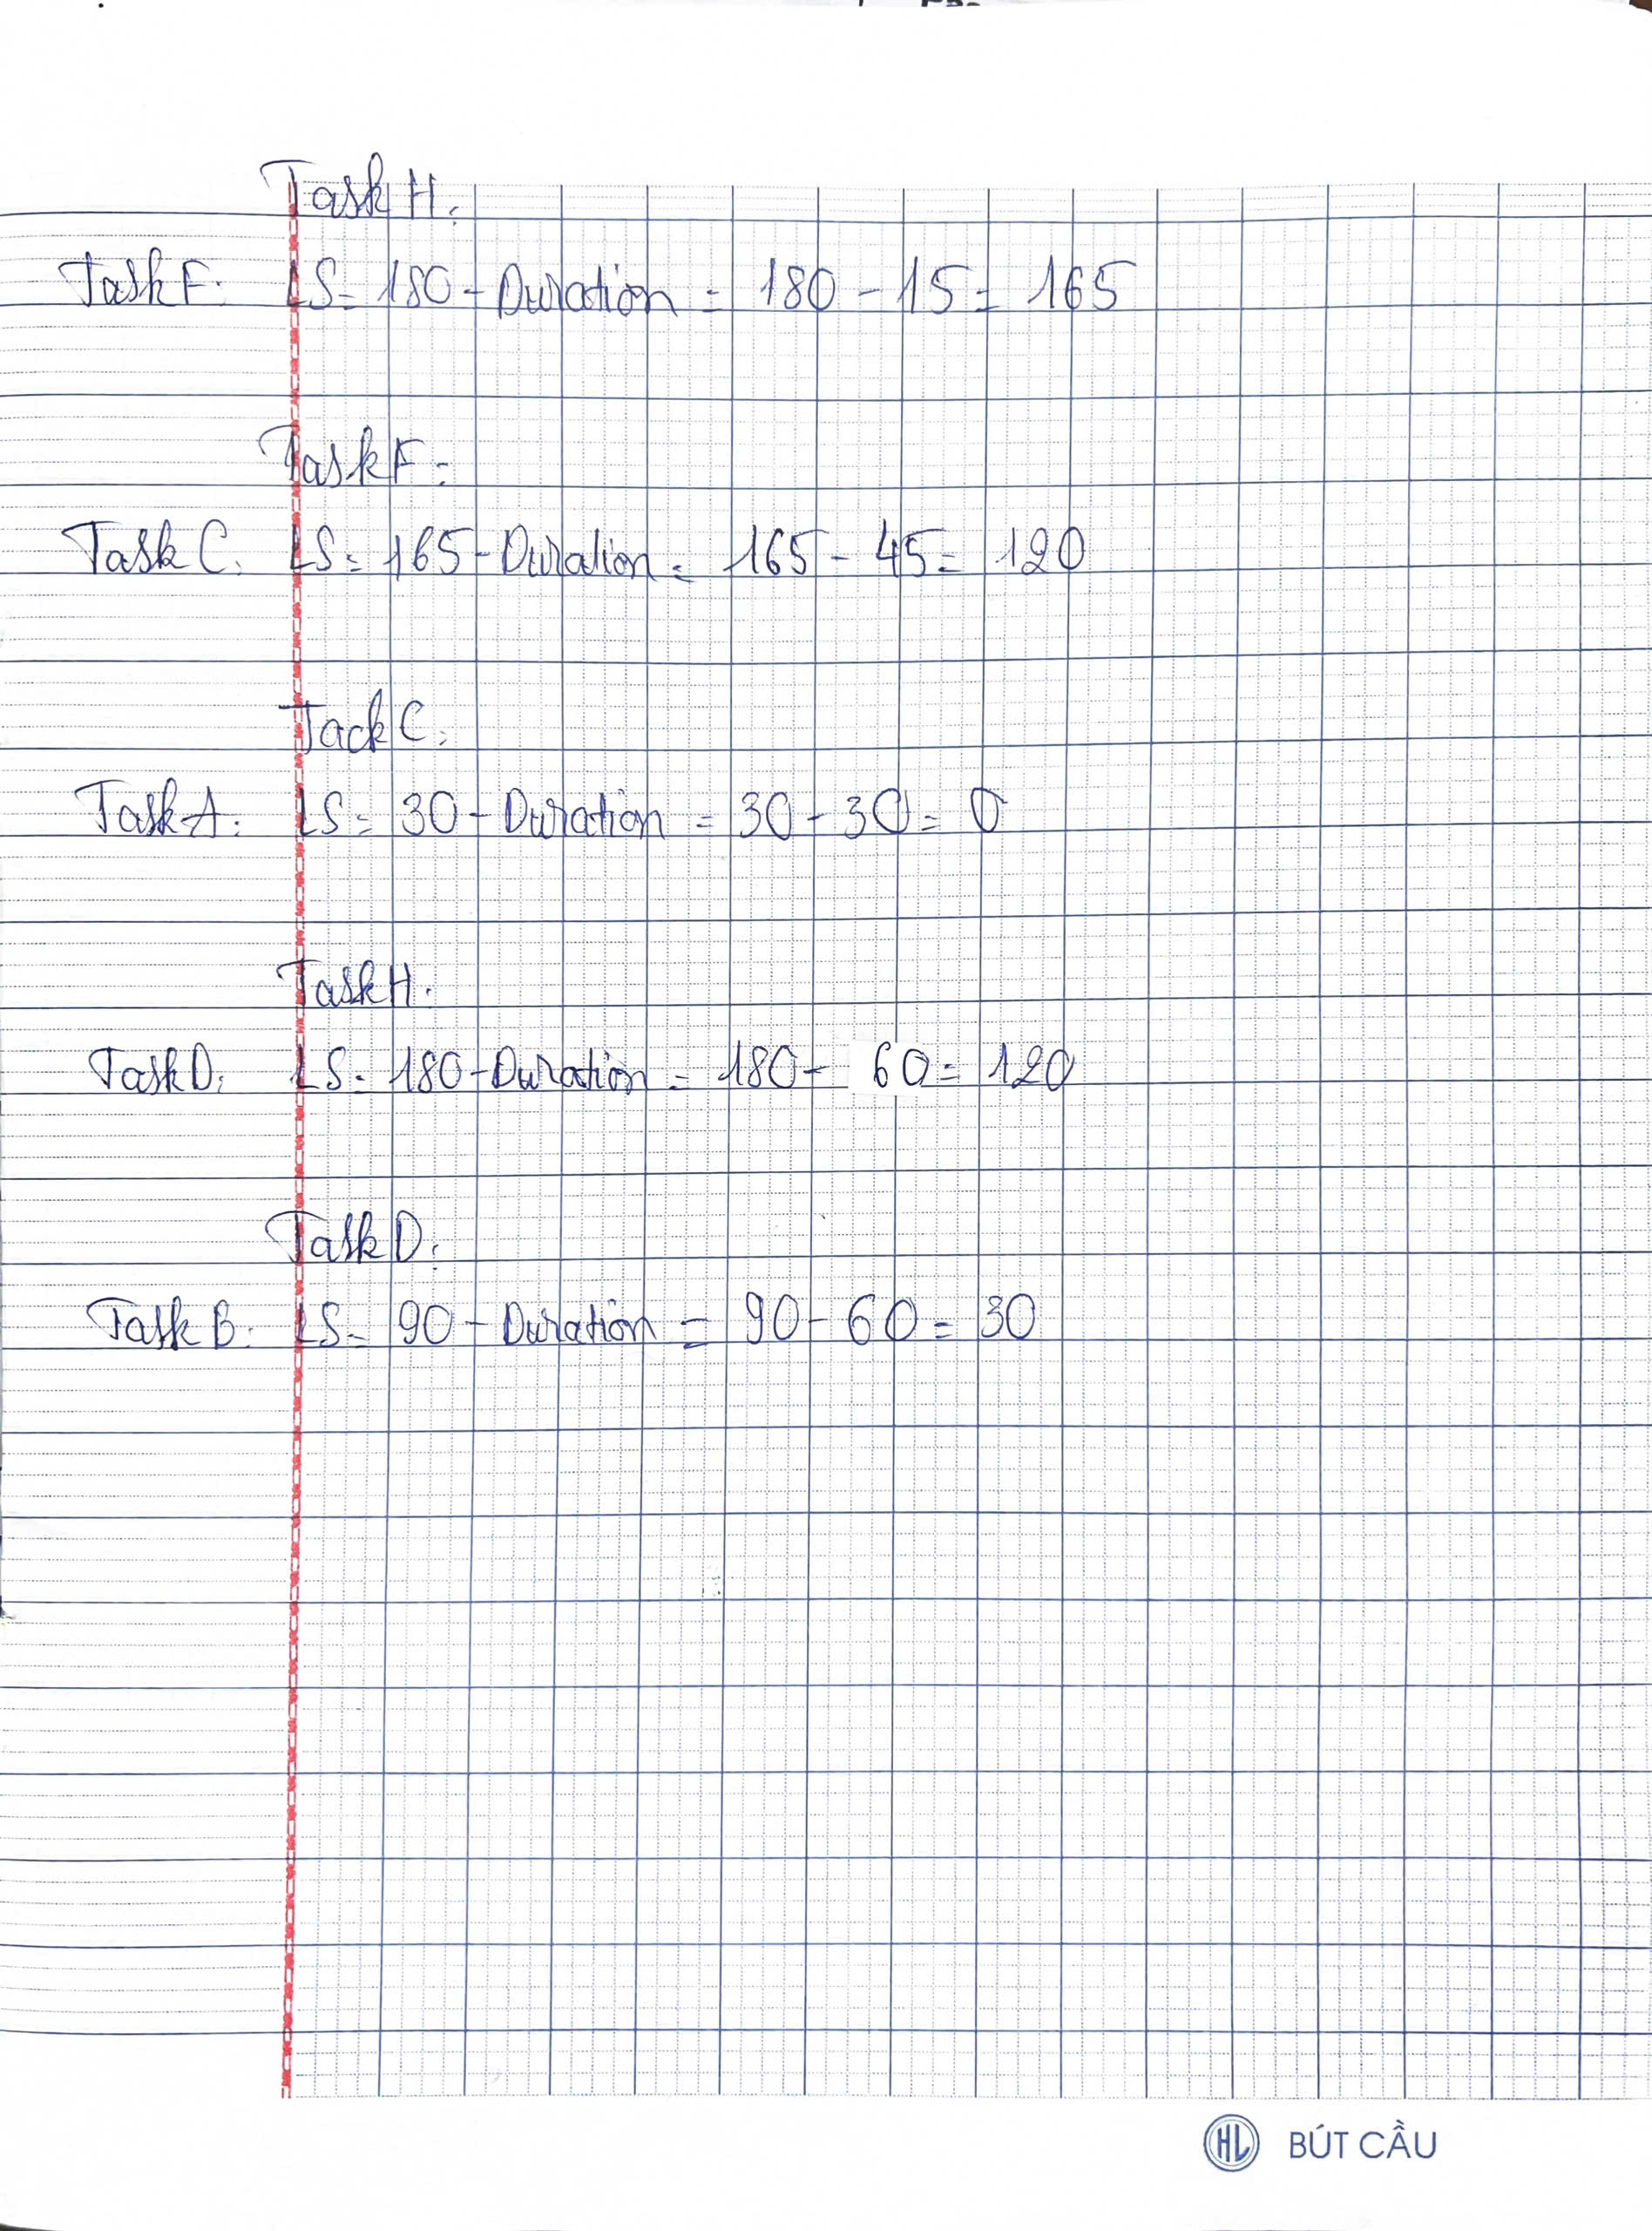 Task H:
Task F: LS = 180 - Duration = 180 - 15 = 165
Task F:
Task C: LS = 165 - Duration = 165 - 45 = 120
Tack C:
Task A: LS = 30 - Duration = 30 - 30 = 0
Task H:
Task D: LS = 180 - Duration = 180 - 60 = 120
Task D:
Task B: LS = 90 - Duration = 90 - 60 = 30
HL BÚT CẦU